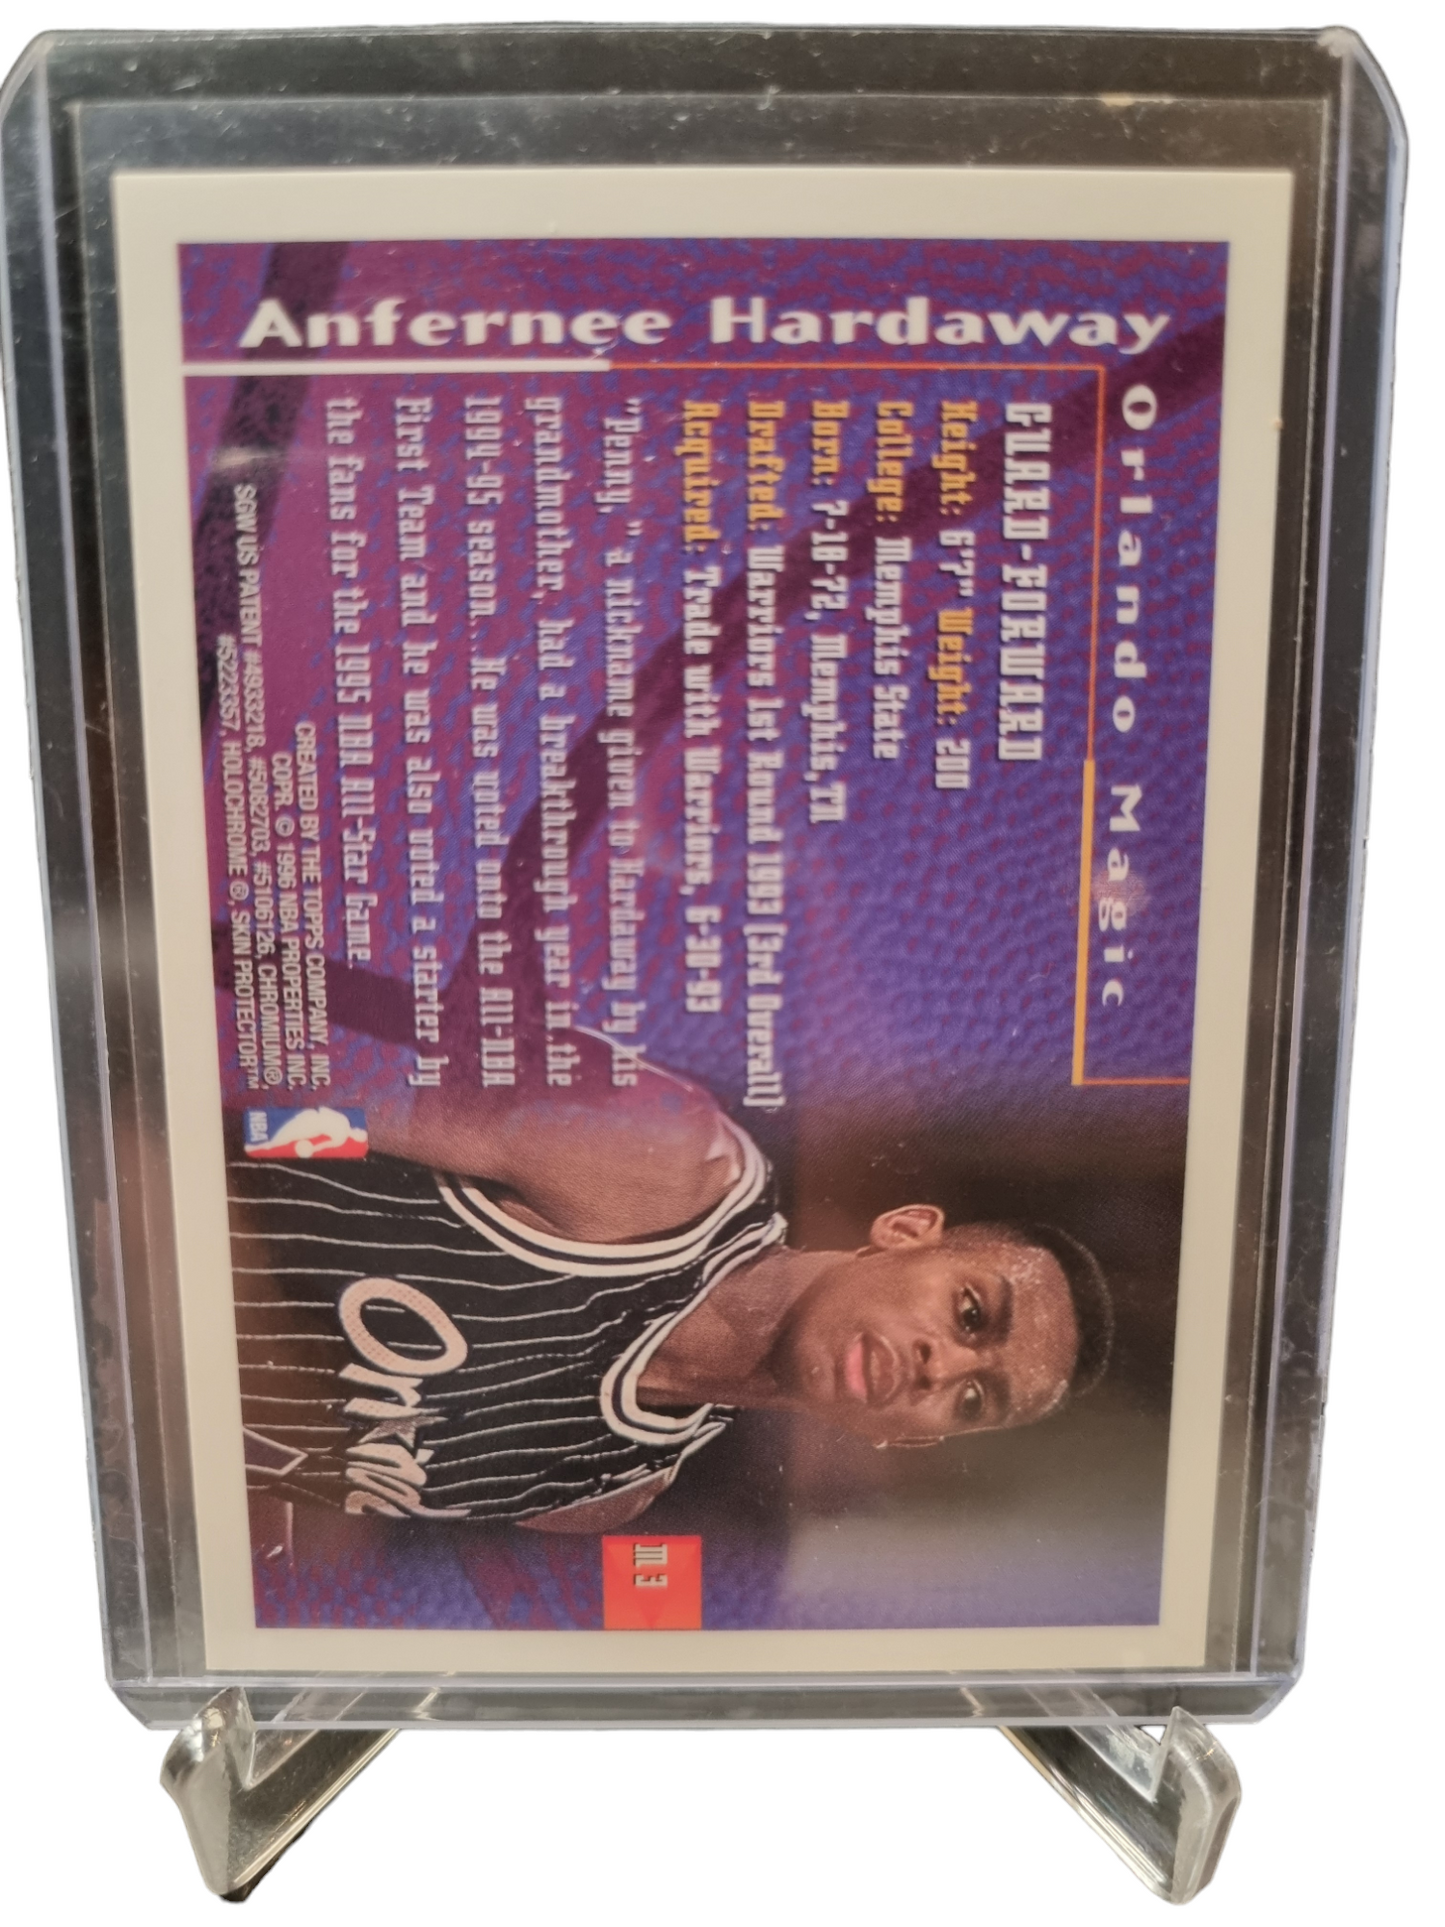 Anfernee Hardaway
Orlando Magic
GUARD-FORWARD
Height: 6'7" Weight: 200
College: Memphis State
Born: 7-18-72, Memphis, TN
Drafted: Warriors 1st Round 1993 (3rd Overall)
Acquired: Trade with Warriors, 6-30-93
"Penny," a nickname given to Hardaway by his
grandmother, had a breakthrough year in the
1994-95 season. He was voted onto the All-NBA
First Team and he was also voted a starter by
the fans for the 1995 NBA All-Star Game.
CREATED BY THE TOPPS COMPANY, INC.
COPR. © 1996 NBA PROPERTIES INC.
SGW US PATENT #4933218, #5082703, #5106126, CHROMIUM®,
#5223357, HOLOCHROME ®, SKIN PROTECTOR™
NBA
M 3